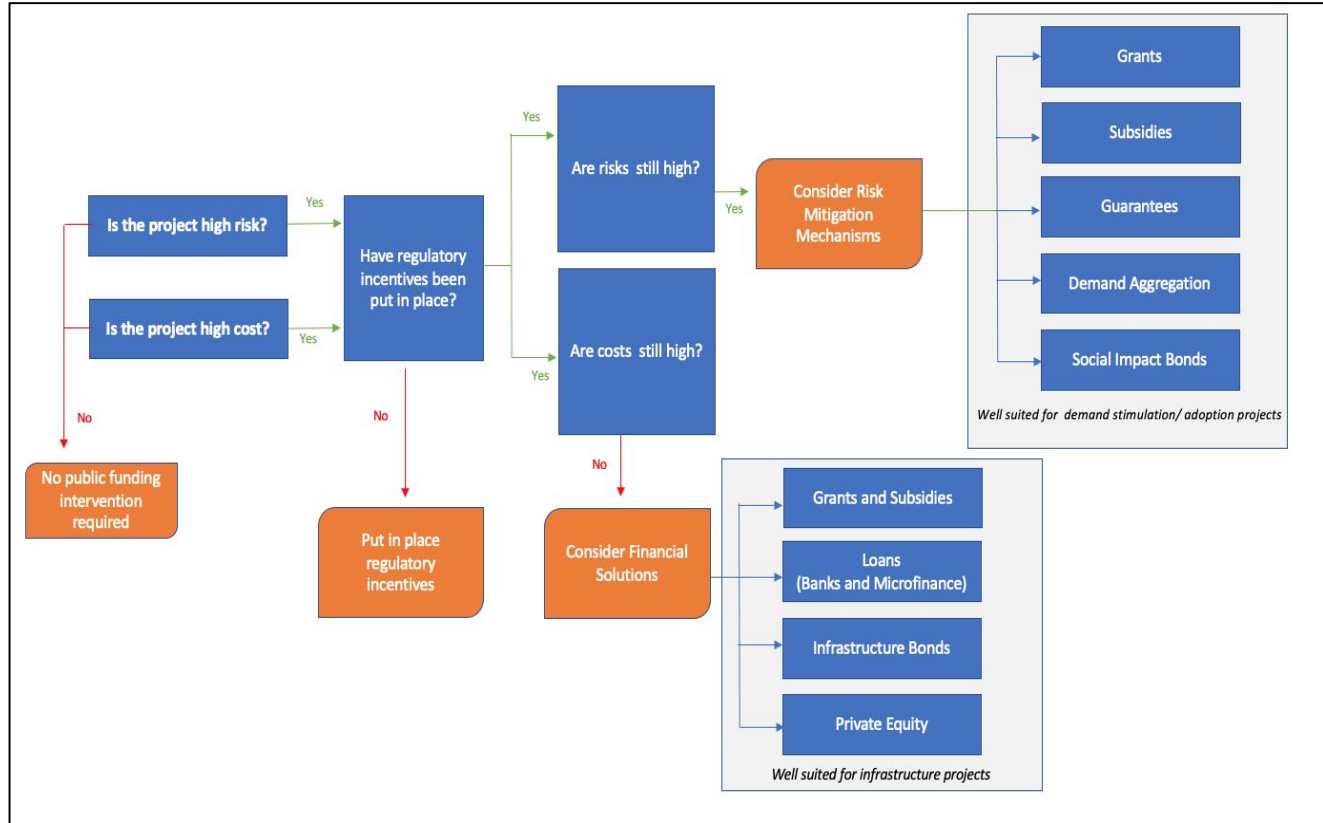 Is the project high risk?
Yes
Is the project high cost?
Yes
No
No public funding
intervention
required
Have regulatory
incentives been
put in place?
No
Put in place
regulatory
incentives
Yes
Are risks still high?
Yes
Yes
Are costs still high?
No
Consider Risk
Mitigation
Mechanisms
Grants
Subsidies
Guarantees
Demand Aggregation
Social Impact Bonds
Well suited for demand stimulation/ adoption projects
Consider Financial
Solutions
Grants and Subsidies
Loans
(Banks and Microfinance)
Infrastructure Bonds
Private Equity
Well suited for infrastructure projects